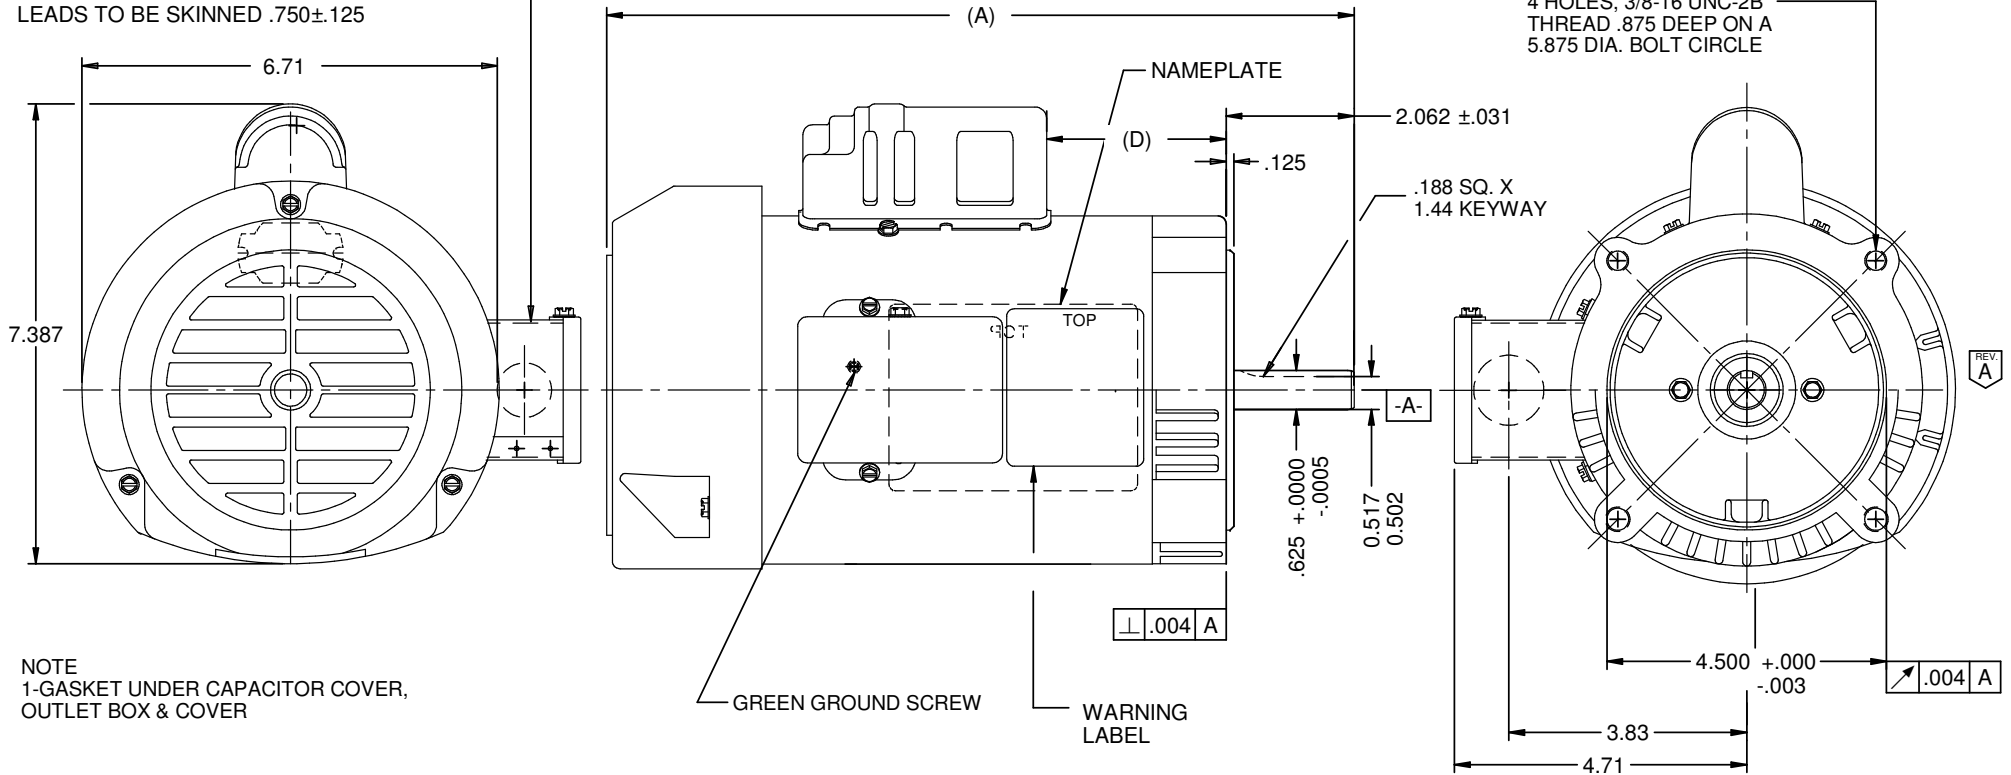 LEADS TO BE SKINNED .750±.125
(A)
4 HOLES, 3/8-16 UNC-2B
THREAD .875 DEEP ON A
5.875 DIA. BOLT CIRCLE
6.71
NAMEPLATE
2.062 ±.031
(D)
.125
.188 SQ. X
1.44 KEYWAY
7.387
TOP
TOP
REV.
A
-A-
.625 +.0000
-.0005
0.517
0.502
⊥ .004 A
NOTE
1-GASKET UNDER CAPACITOR COVER,
OUTLET BOX & COVER
GREEN GROUND SCREW
WARNING
LABEL
4.500 +.000
-.003
↗ .004 A
3.83
4.71